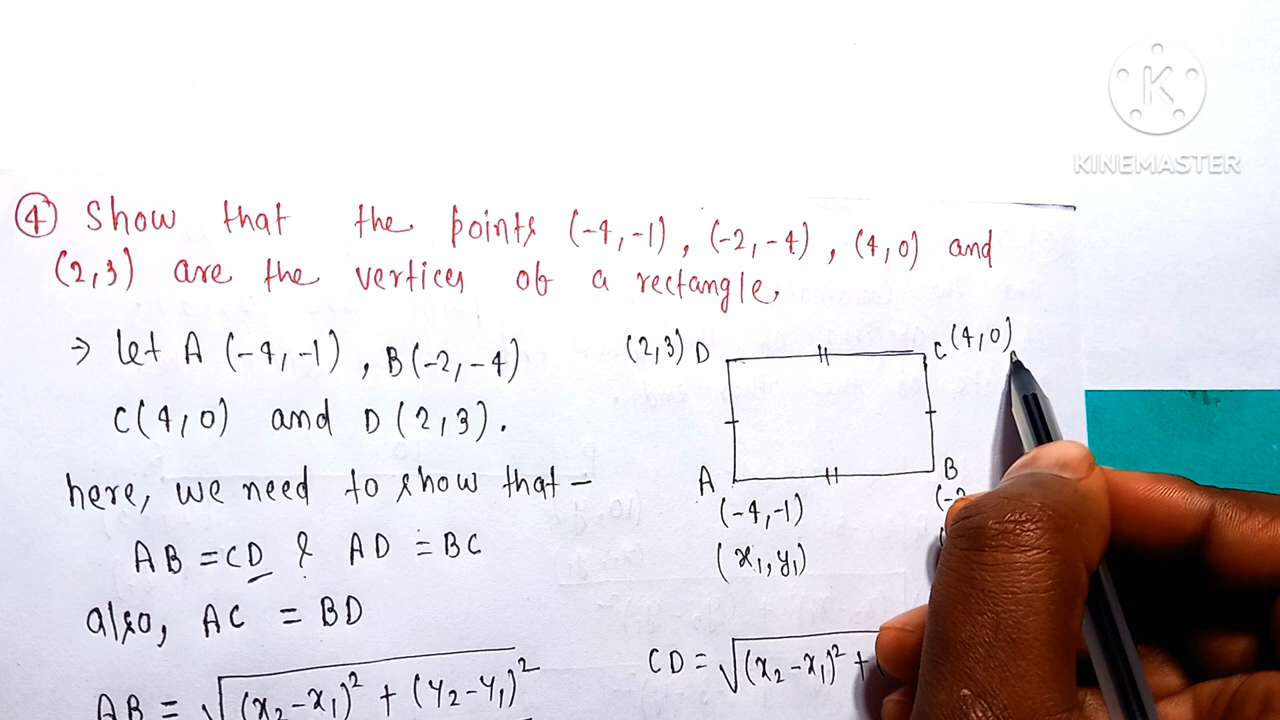 KINEMASTER
④ Show that the points (-4,-1), (-2,-4), (4,0) and
(2,3) are the vertices of a rectangle.
⇒ let A (-4,-1), B(-2,-4)
C(4,0) and D(2,3).
here, we need to show that -
AB = CD & AD = BC
also, AC = BD
AB = √(x₂-x₁)² + (y₂-y₁)²
(2,3) D
C (4,0)
A
B
(-4,-1)
(-2
(x₁,y₁)
CD = √(x₂-x₁)² +